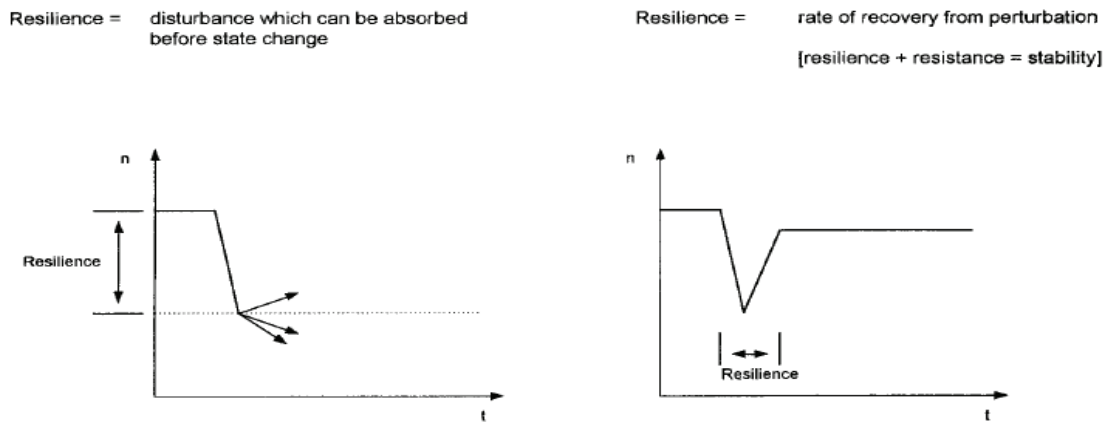 Resilience = disturbance which can be absorbed
before state change
Resilience = rate of recovery from perturbation
[resilience + resistance = stability]
n
Resilience
t
n
Resilience
t